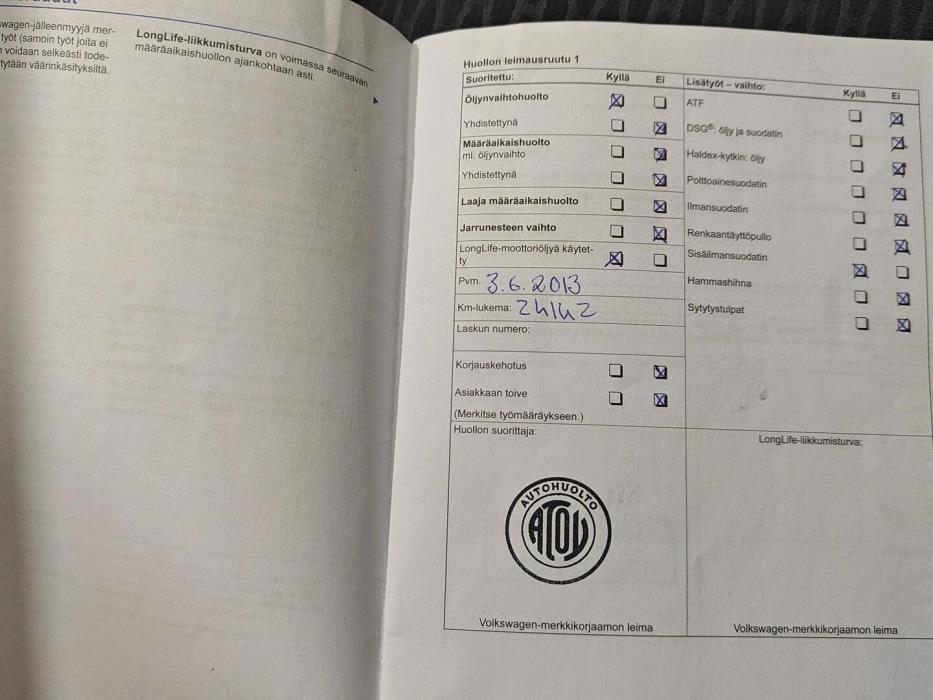 swagen-jälleenmyyjä mer-
työt (samoin työt joita ei
voidaan selkeästi tode-
tytään väärinkäsityksiltä.
LongLife-liikkumisturva on voimassa seuraavan
määräaikaishuollon ajankohtaan asti.
Huollon leimausruutu 1
Suoritettu: Kyllä Ei
Öljynvaihtohuolto
Yhdistettynä
Määräaikaishuolto
ml. öljynvaihto
Yhdistettynä
Laaja määräaikaishuolto
Jarrunesteen vaihto
LongLife-moottoriöljyä käytet-
ty
Pvm. 3.6.2013
Km-lukema: 24142
Laskun numero:
Korjauskehotus
Asiakkaan toive
(Merkitse työmääräykseen.)
Huollon suorittaja:
AUTOHUOLTO
ATOY
Volkswagen-merkkikorjaamon leima
Lisätyöt – vaihto: Kyllä Ei
ATF
DSG®: öljy ja suodatin
Haldex-kytkin: öljy
Polttoainesuodatin
Ilmansuodatin
Renkaantäyttöpullo
Sisäilmansuodatin
Hammashihna
Sytytystulpat
LongLife-liikkumisturva:
Volkswagen-merkkikorjaamon leima